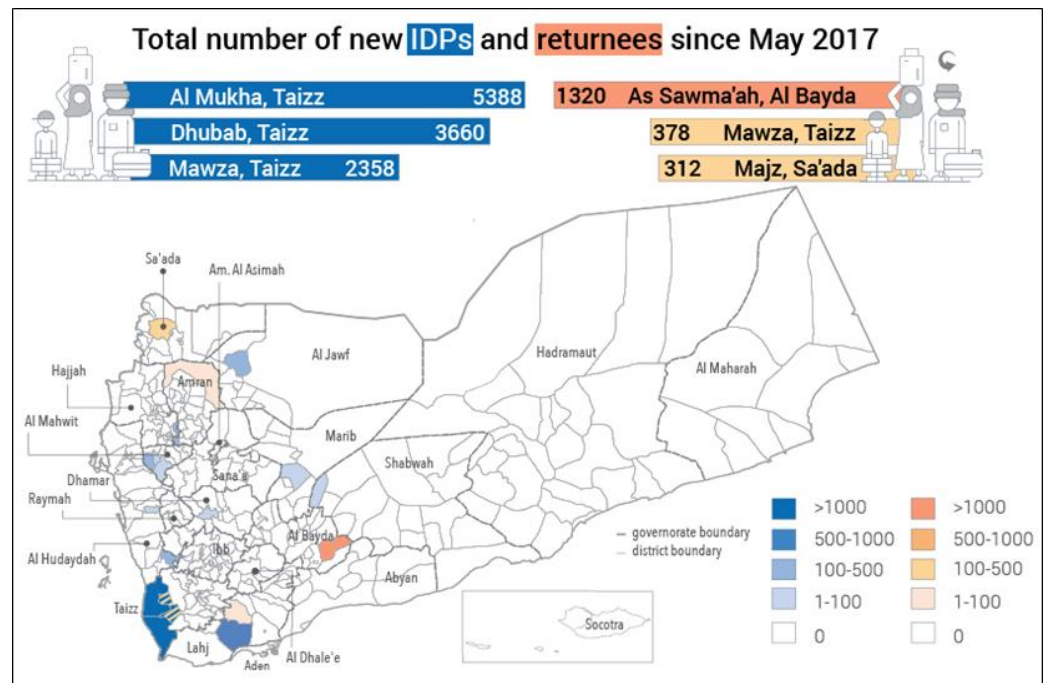 Total number of new IDPs and returnees since May 2017
Al Mukha, Taizz 5388
1320 As Sawma'ah, Al Bayda
Dhubab, Taizz 3660
378 Mawza, Taizz
Mawza, Taizz 2358
312 Majz, Sa'ada
Sa'ada
Am. Al Asimah
Al Jawf
Hadramaut
Al Maharah
Hajjah
Amran
Al Mahwit
Marib
Shabwah
Dhamar
Sana'a
Raymah
Al Hudaydah
Ibb
Al Bayda
Abyan
Taizz
Lahj
Aden
Al Dhale'e
Socotra
governorate boundary
district boundary
>1000 >1000
500-1000 500-1000
100-500 100-500
1-100 1-100
0 0